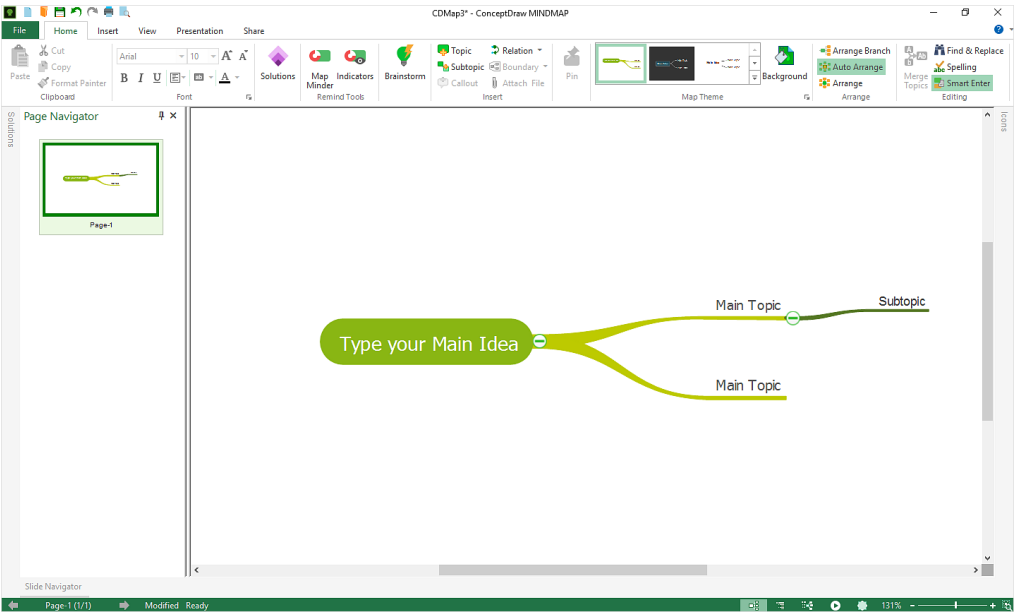 CDMap3* - ConceptDraw MINDMAP
File Home Insert View Presentation Share
Paste
Cut
Copy
Format Painter
Clipboard
Arial 10
B I U
Font
Solutions
Map Minder
Indicators
Remind Tools
Brainstorm
Topic
Subtopic
Callout
Relation
Boundary
Attach File
Insert
Pin
Map Theme
Background
Arrange Branch
Auto Arrange
Arrange
Arrange
Merge Topics
Find & Replace
Spelling
Smart Enter
Editing
Solutions
Page Navigator
Page-1
Type your Main Idea
Main Topic
Subtopic
Main Topic
Icons
Slide Navigator
Page-1 (1/1) Modified Ready 131%